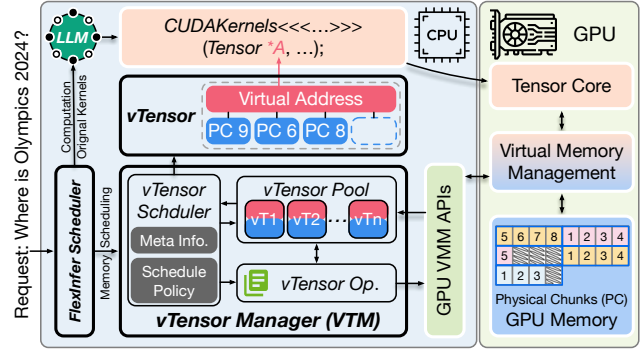 Request: Where is Olympics 2024?
LLM
CUDAKernels<<<...>>>
(Tensor *A, ...);
CPU
GPU
Computation
Orignal Kernels
vTensor
Virtual Address
PC 9
PC 6
PC 8
Tensor Core
Virtual Memory
Management
FlexInfer Scheduler
Memory Scheduling
vTensor
Schduler
Meta Info.
Schedule
Policy
vTensor Pool
vT1
vT2
....
vTn
vTensor Op.
vTensor Manager (VTM)
GPU VMM APIs
5 6 7 8 1 2 3 4
5 1 2 3 4
1 2 3
Physical Chunks (PC)
GPU Memory